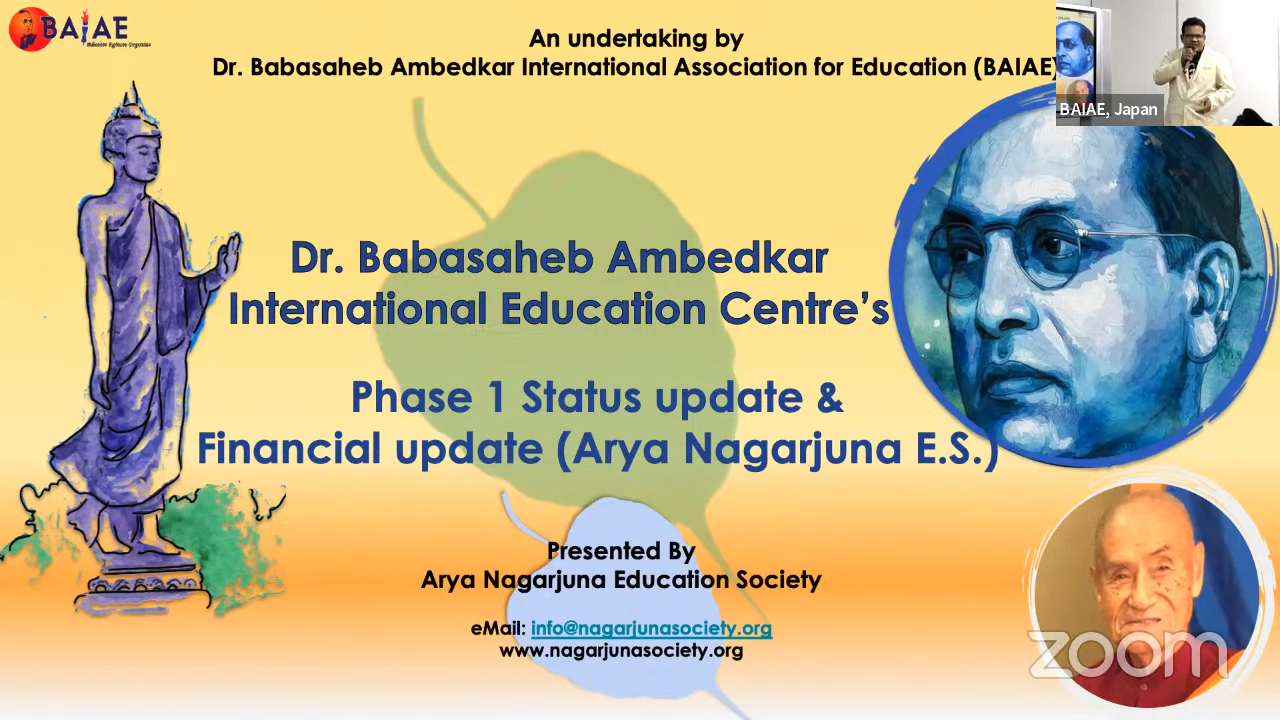 BAIAE
An undertaking by
Dr. Babasaheb Ambedkar International Association for Education (BAIAE)
BAIAE, Japan
Dr. Babasaheb Ambedkar
International Education Centre's
Phase 1 Status update &
Financial update (Arya Nagarjuna E.S.)
Presented By
Arya Nagarjuna Education Society
eMail: info@nagarjunasociety.org
www.nagarjunasociety.org
zoom